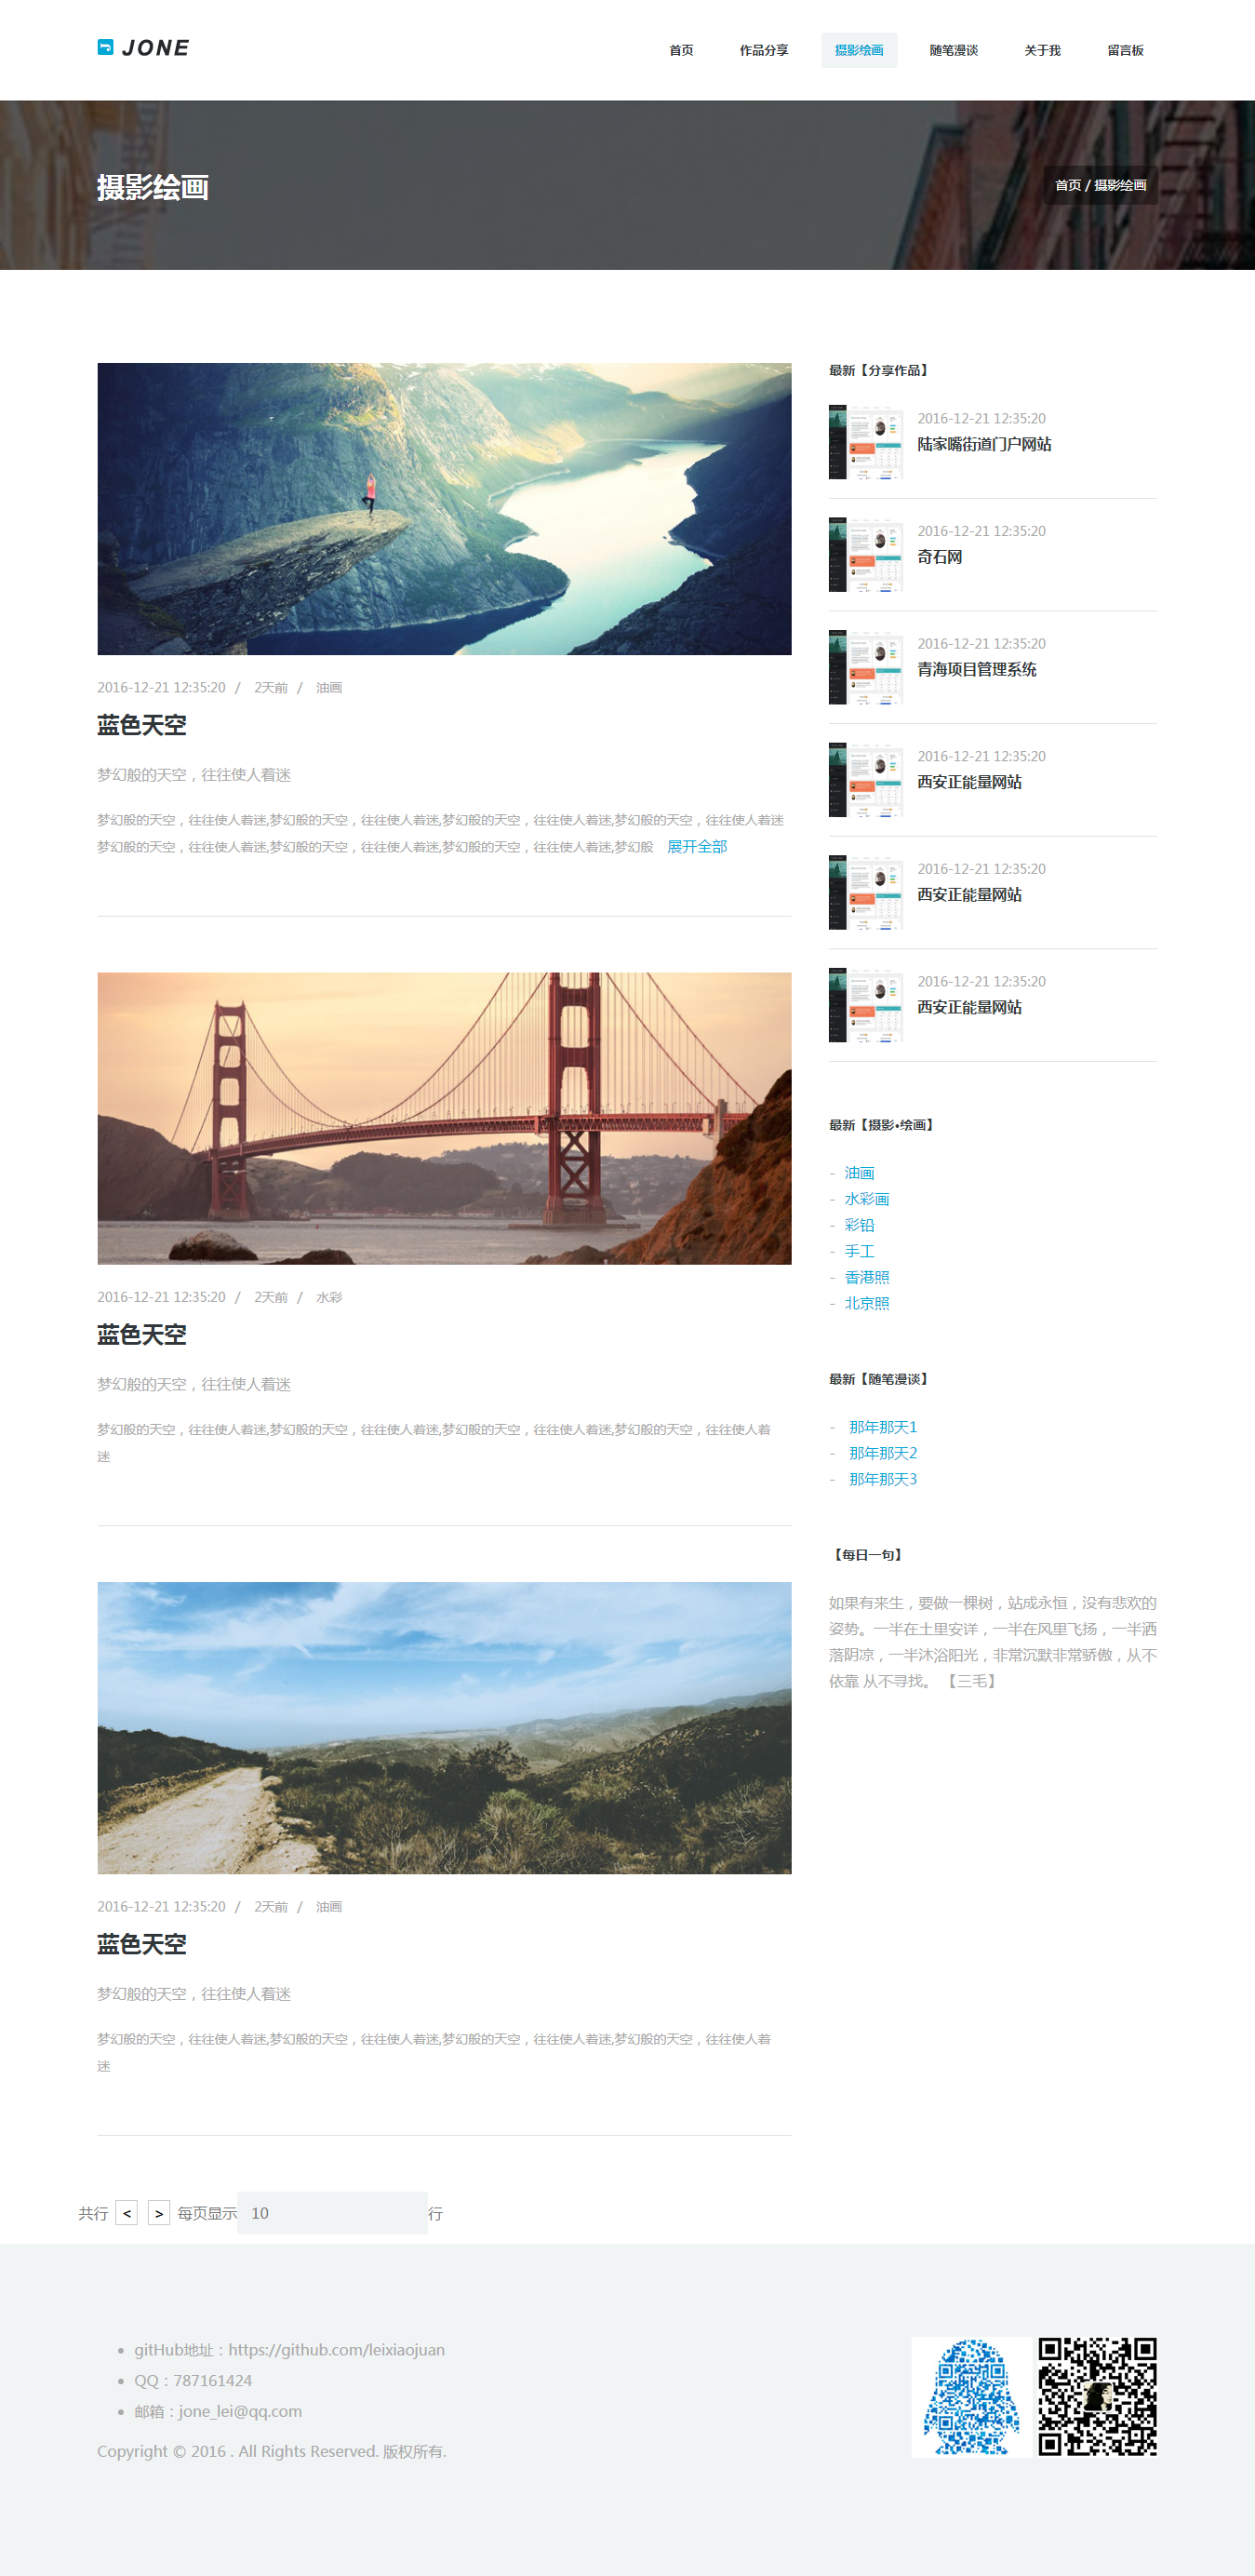 JONE
首页 作品分享 摄影绘画 随笔漫谈 关于我 留言板
摄影绘画
首页 / 摄影绘画
2016-12-21 12:35:20 / 2天前 / 油画
蓝色天空
梦幻般的天空，往往使人着迷
梦幻般的天空，往往使人着迷,梦幻般的天空，往往使人着迷,梦幻般的天空，往往使人着迷,梦幻般的天空，往往使人着迷
梦幻般的天空，往往使人着迷,梦幻般的天空，往往使人着迷,梦幻般的天空，往往使人着迷,梦幻般 展开全部
2016-12-21 12:35:20 / 2天前 / 水彩
蓝色天空
梦幻般的天空，往往使人着迷
梦幻般的天空，往往使人着迷,梦幻般的天空，往往使人着迷,梦幻般的天空，往往使人着迷,梦幻般的天空，往往使人着
迷
2016-12-21 12:35:20 / 2天前 / 油画
蓝色天空
梦幻般的天空，往往使人着迷
梦幻般的天空，往往使人着迷,梦幻般的天空，往往使人着迷,梦幻般的天空，往往使人着迷,梦幻般的天空，往往使人着
迷
共行 < > 每页显示 10 行
最新【分享作品】
2016-12-21 12:35:20
陆家嘴街道门户网站
2016-12-21 12:35:20
奇石网
2016-12-21 12:35:20
青海项目管理系统
2016-12-21 12:35:20
西安正能量网站
2016-12-21 12:35:20
西安正能量网站
2016-12-21 12:35:20
西安正能量网站
最新【摄影•绘画】
- 油画
- 水彩画
- 彩铅
- 手工
- 香港照
- 北京照
最新【随笔漫谈】
- 那年那天1
- 那年那天2
- 那年那天3
【每日一句】
如果有来生，要做一棵树，站成永恒，没有悲欢的
姿势。一半在土里安详，一半在风里飞扬，一半洒
落阴凉，一半沐浴阳光，非常沉默非常骄傲，从不
依靠 从不寻找。 【三毛】
• gitHub地址：https://github.com/leixiaojuan
• QQ：787161424
• 邮箱：jone_lei@qq.com
Copyright © 2016 . All Rights Reserved. 版权所有.